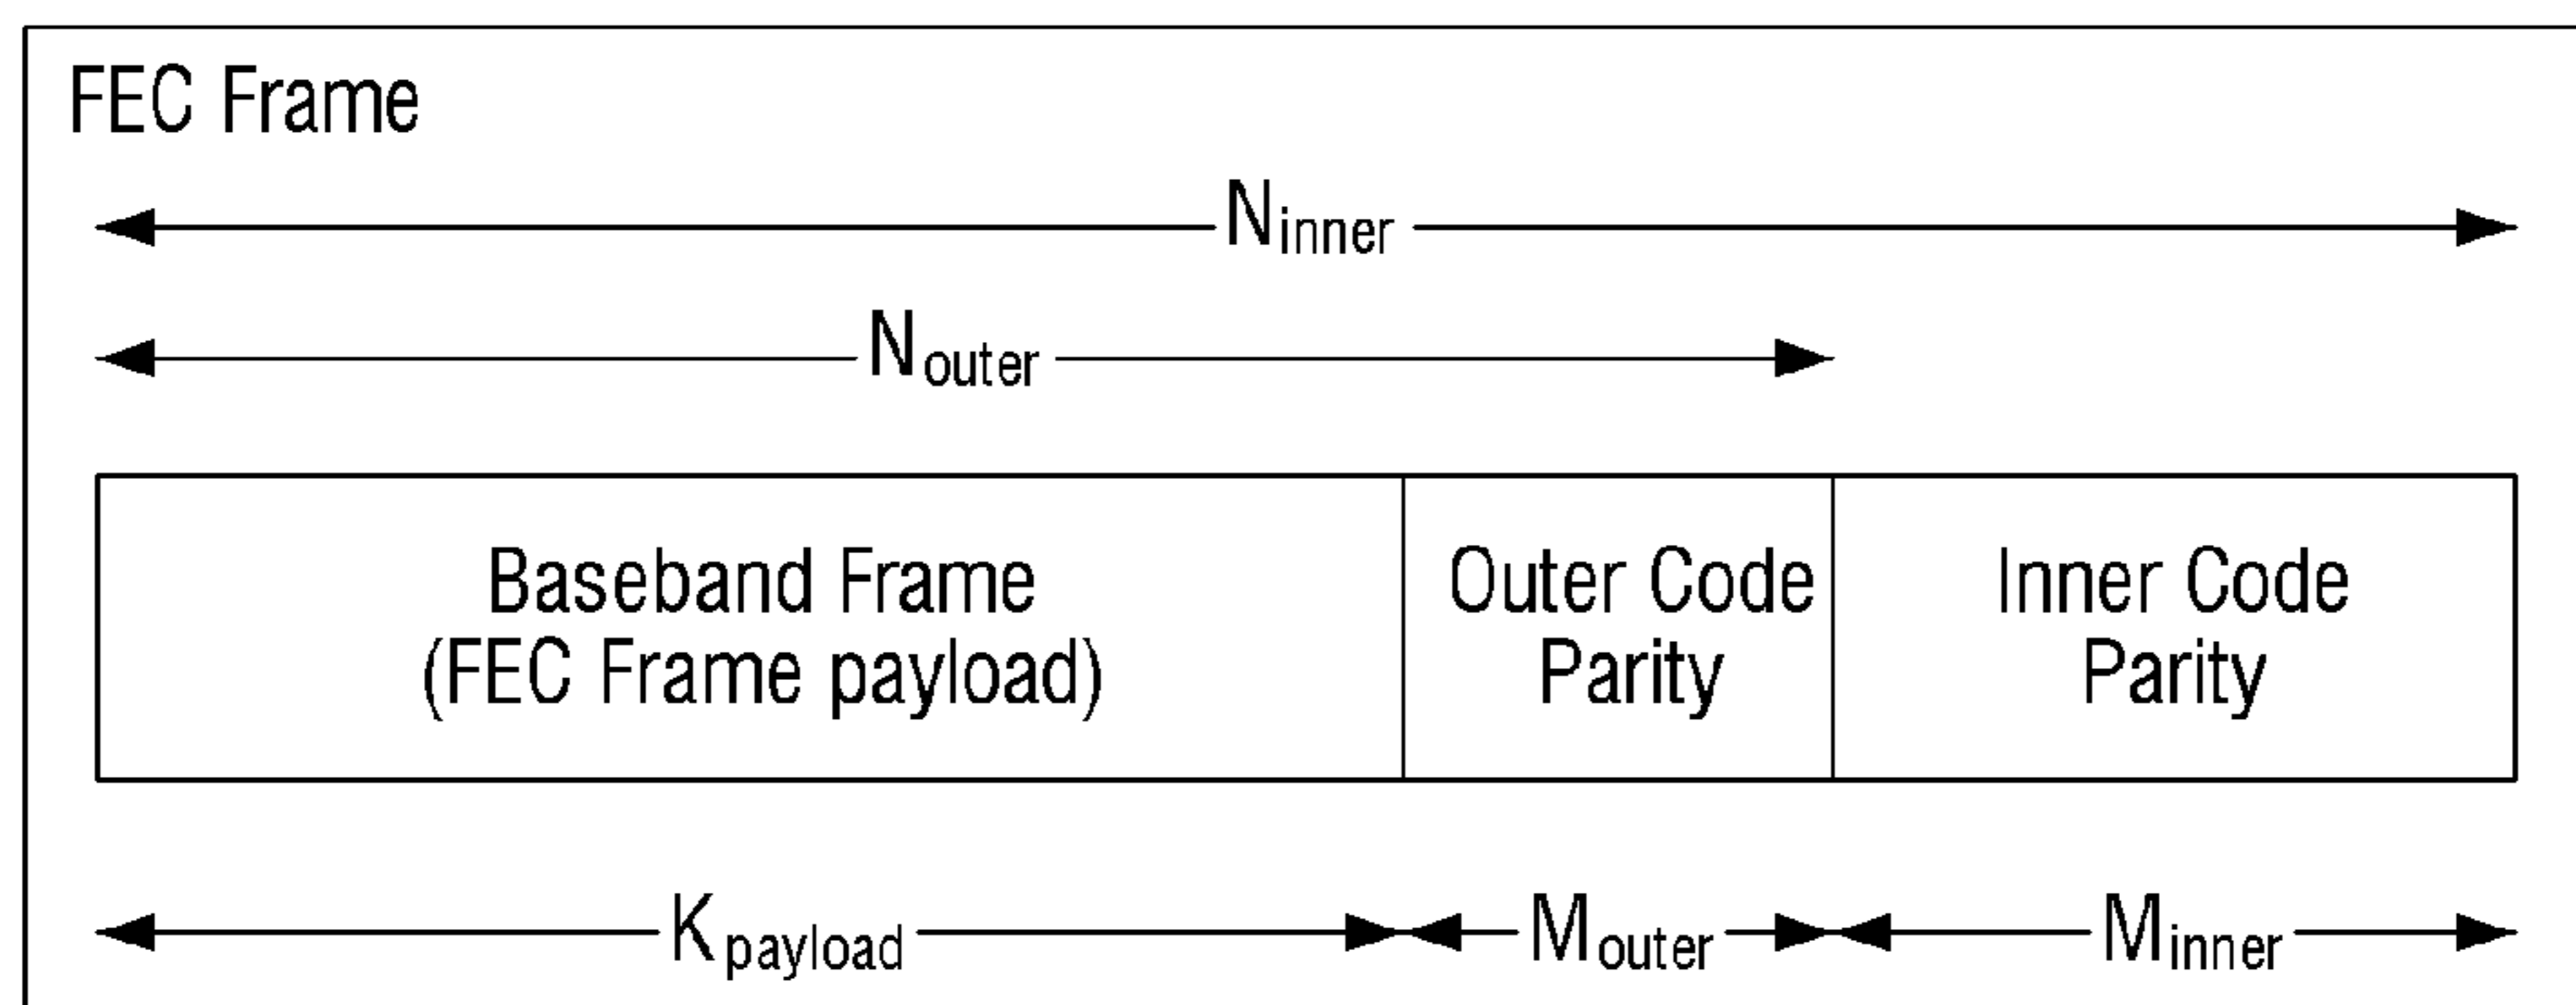 FEC Frame
Ninner
Nouter
Baseband Frame
(FEC Frame payload)
Outer Code
Parity
Inner Code
Parity
Kpayload
Mouter
Minner